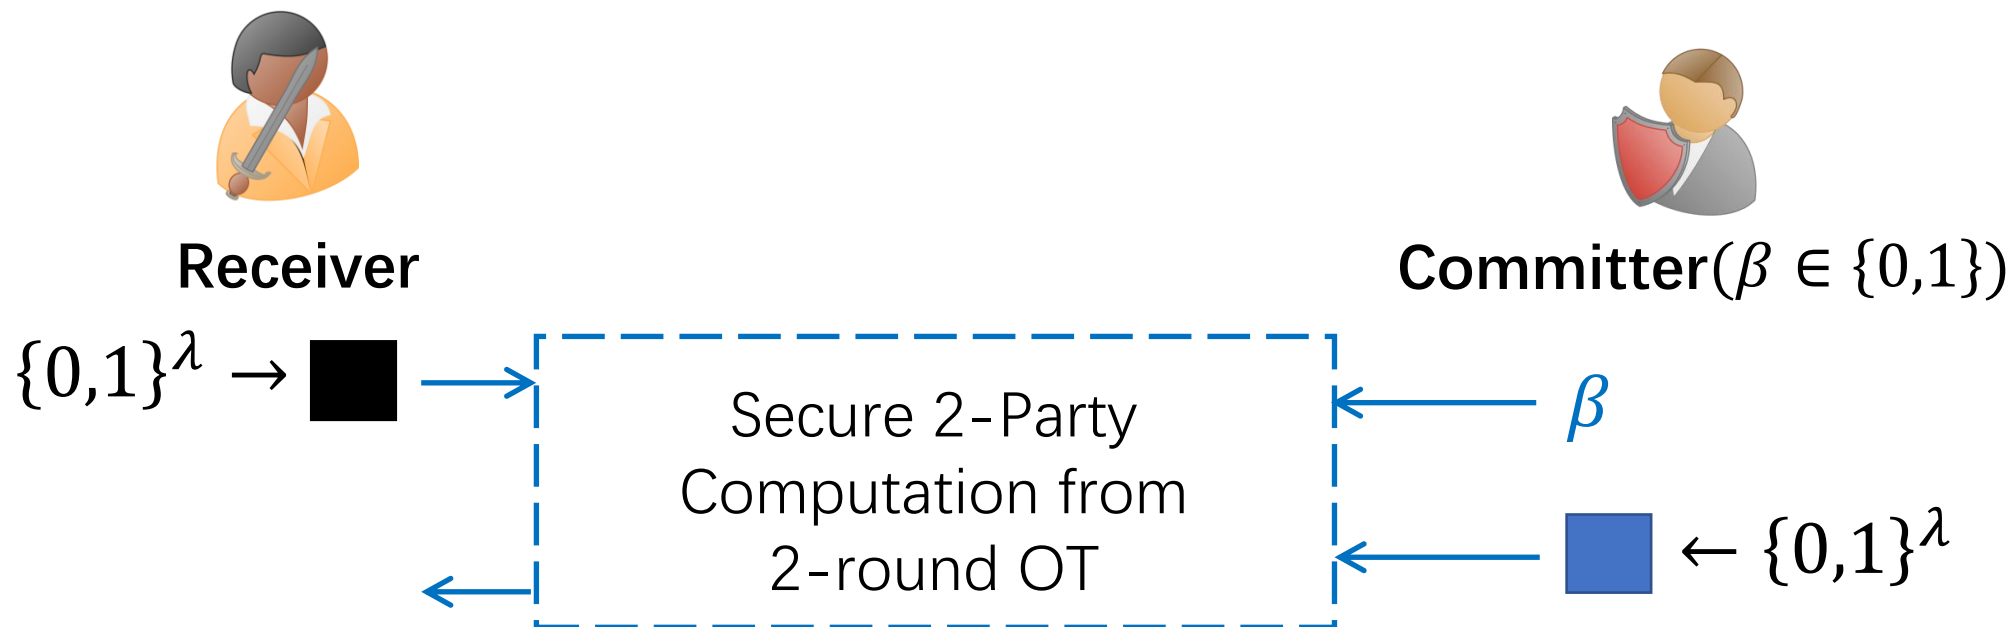 Receiver
Committer(β ∈ {0,1})
{0,1}^λ →
β
Secure 2-Party
Computation from
2-round OT
← {0,1}^λ